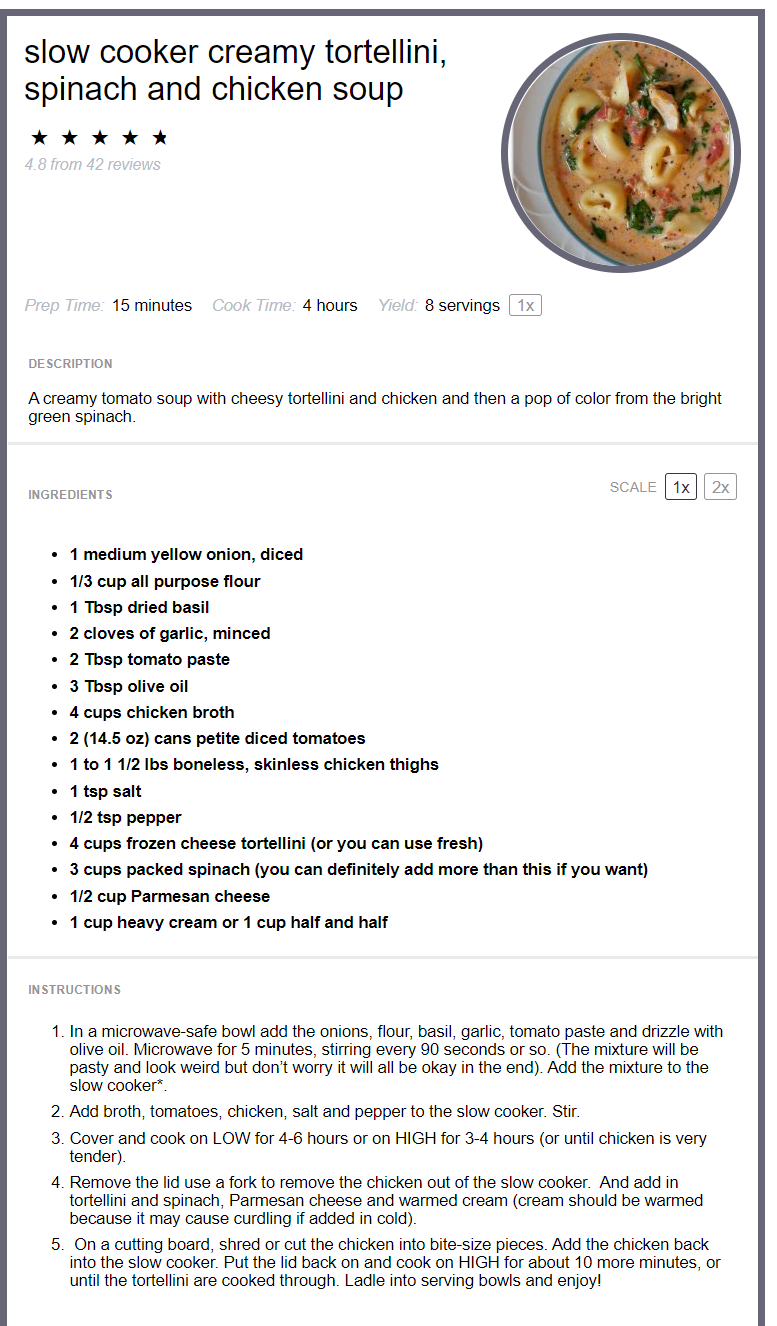 slow cooker creamy tortellini,
spinach and chicken soup
4.8 from 42 reviews
Prep Time: 15 minutes Cook Time: 4 hours Yield: 8 servings 1x
DESCRIPTION
A creamy tomato soup with cheesy tortellini and chicken and then a pop of color from the bright
green spinach.
INGREDIENTS
SCALE 1x 2x
• 1 medium yellow onion, diced
• 1/3 cup all purpose flour
• 1 Tbsp dried basil
• 2 cloves of garlic, minced
• 2 Tbsp tomato paste
• 3 Tbsp olive oil
• 4 cups chicken broth
• 2 (14.5 oz) cans petite diced tomatoes
• 1 to 1 1/2 lbs boneless, skinless chicken thighs
• 1 tsp salt
• 1/2 tsp pepper
• 4 cups frozen cheese tortellini (or you can use fresh)
• 3 cups packed spinach (you can definitely add more than this if you want)
• 1/2 cup Parmesan cheese
• 1 cup heavy cream or 1 cup half and half
INSTRUCTIONS
1. In a microwave-safe bowl add the onions, flour, basil, garlic, tomato paste and drizzle with
olive oil. Microwave for 5 minutes, stirring every 90 seconds or so. (The mixture will be
pasty and look weird but don’t worry it will all be okay in the end). Add the mixture to the
slow cooker*.
2. Add broth, tomatoes, chicken, salt and pepper to the slow cooker. Stir.
3. Cover and cook on LOW for 4-6 hours or on HIGH for 3-4 hours (or until chicken is very
tender).
4. Remove the lid use a fork to remove the chicken out of the slow cooker.  And add in
tortellini and spinach, Parmesan cheese and warmed cream (cream should be warmed
because it may cause curdling if added in cold).
5.  On a cutting board, shred or cut the chicken into bite-size pieces. Add the chicken back
into the slow cooker. Put the lid back on and cook on HIGH for about 10 more minutes, or
until the tortellini are cooked through. Ladle into serving bowls and enjoy!